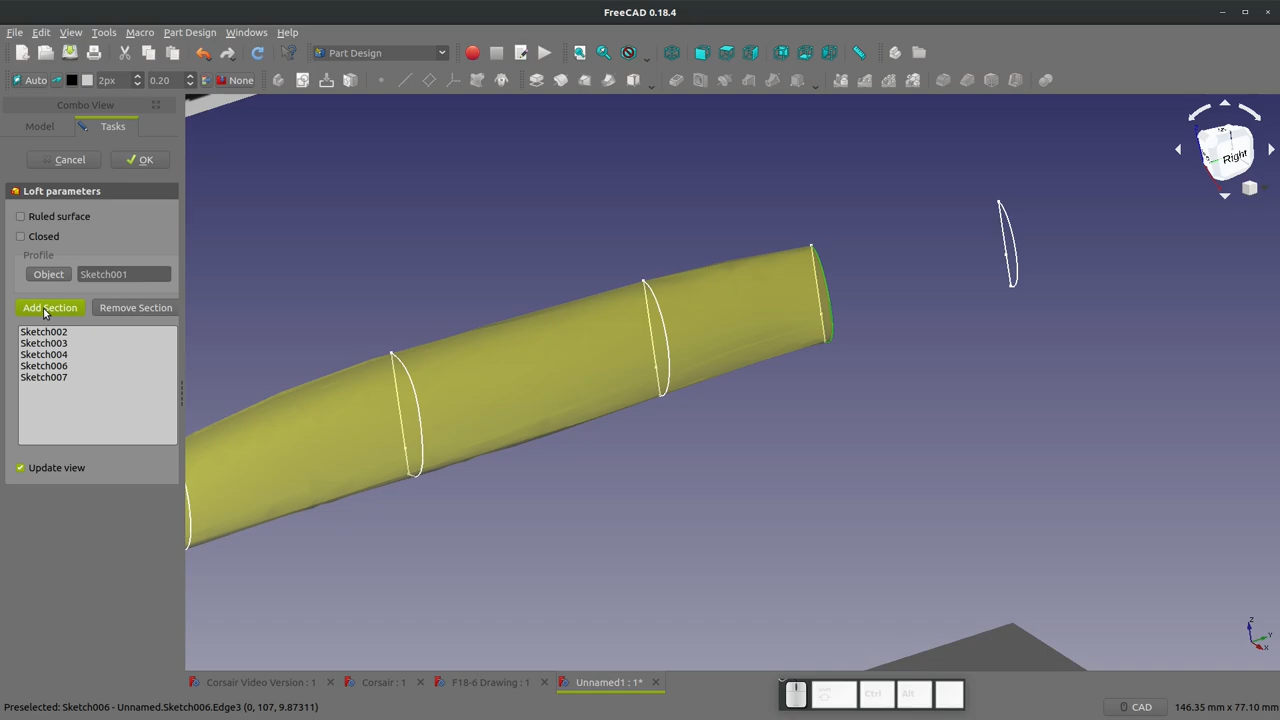 FreeCAD 0.18.4
File Edit View Tools Macro Part Design Windows Help
Part Design
Auto 2px 0.20 None
Combo View
Model Tasks
Cancel OK
Loft parameters
Ruled surface
Closed
Profile
Object Sketch001
Add Section Remove Section
Sketch002
Sketch003
Sketch004
Sketch006
Sketch007
Update view
Right
Z
Y
X
Corsair Video Version : 1 Corsair : 1 F18-6 Drawing : 1 Unnamed1 : 1*
Ctrl Alt
Preselected: Sketch006 - Unnamed.Sketch006.Edge3 (0, 107, 9.87311) CAD 146.35 mm x 77.10 mm